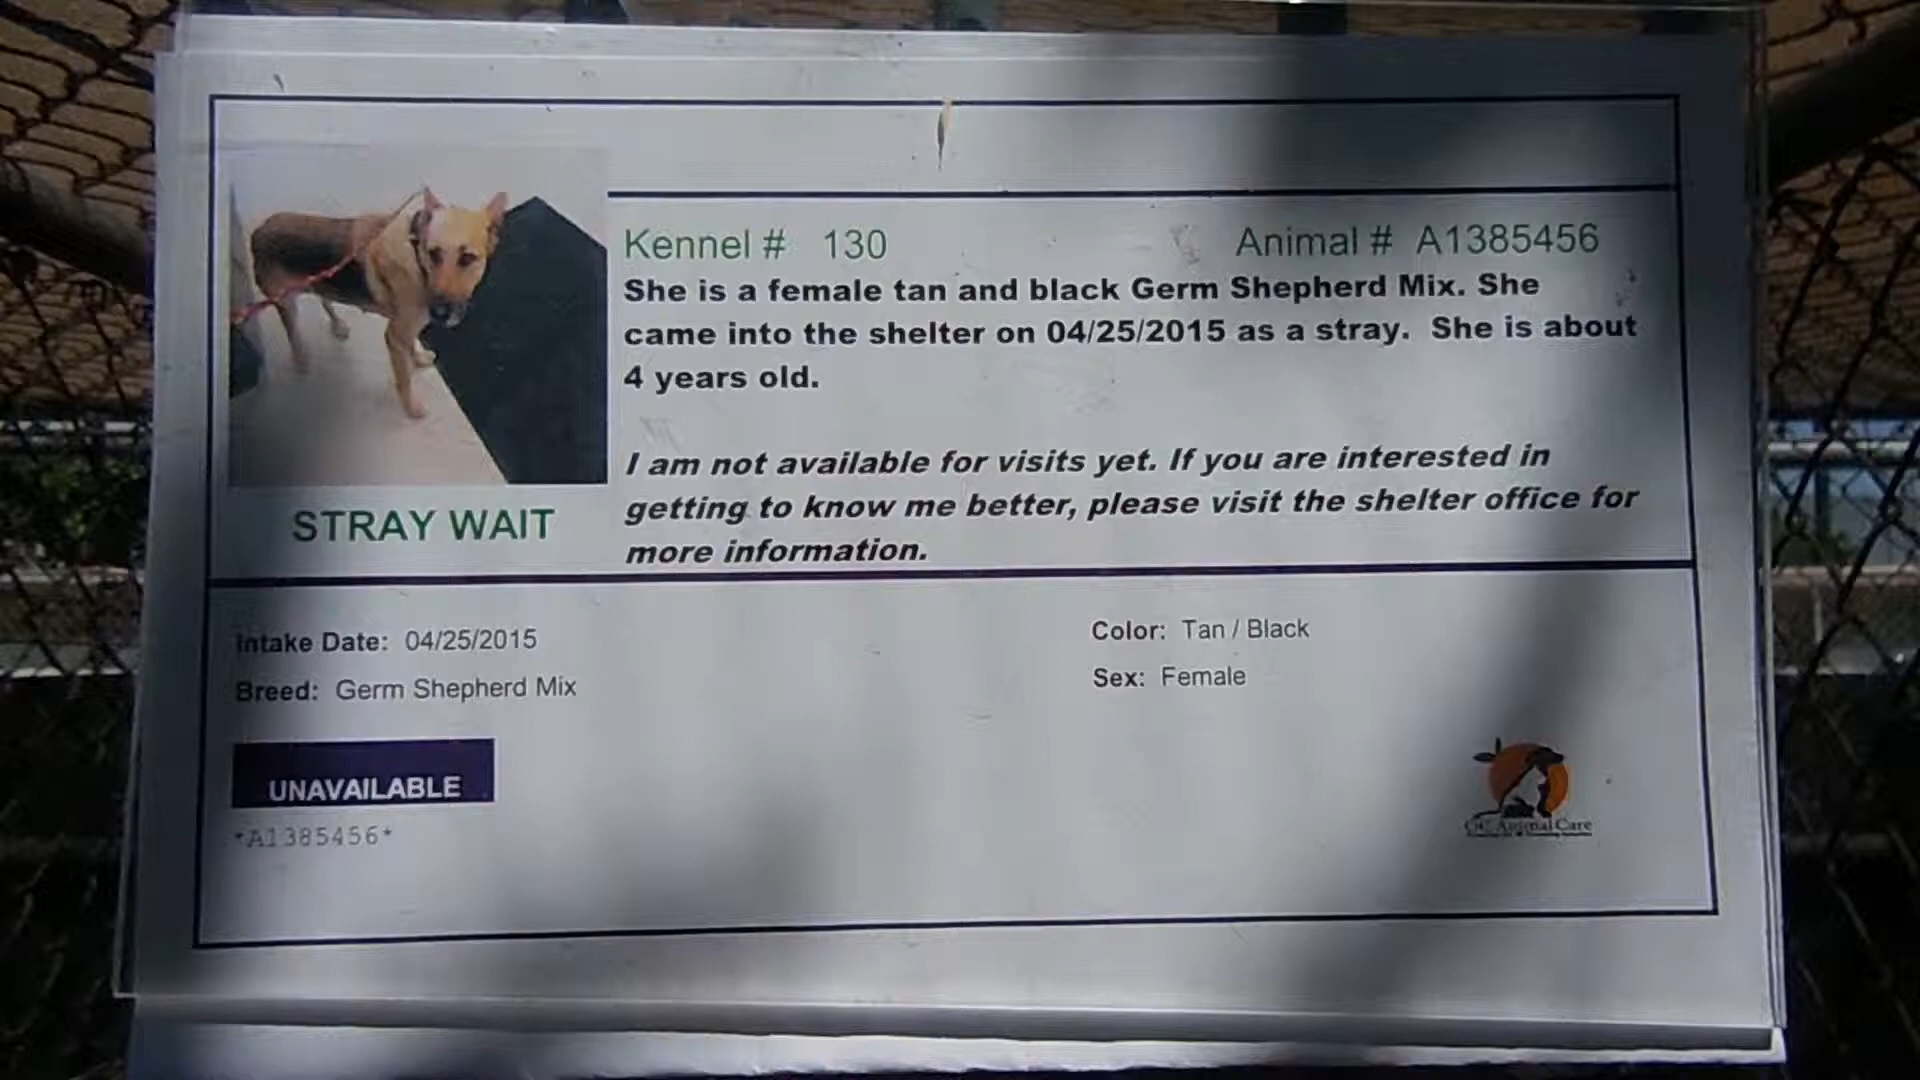 Kennel # 130 Animal # A1385456
She is a female tan and black Germ Shepherd Mix. She
came into the shelter on 04/25/2015 as a stray. She is about
4 years old.
I am not available for visits yet. If you are interested in
getting to know me better, please visit the shelter office for
more information.
STRAY WAIT
Intake Date: 04/25/2015
Breed: Germ Shepherd Mix
Color: Tan / Black
Sex: Female
UNAVAILABLE
*A1385456*
OC Animal Care